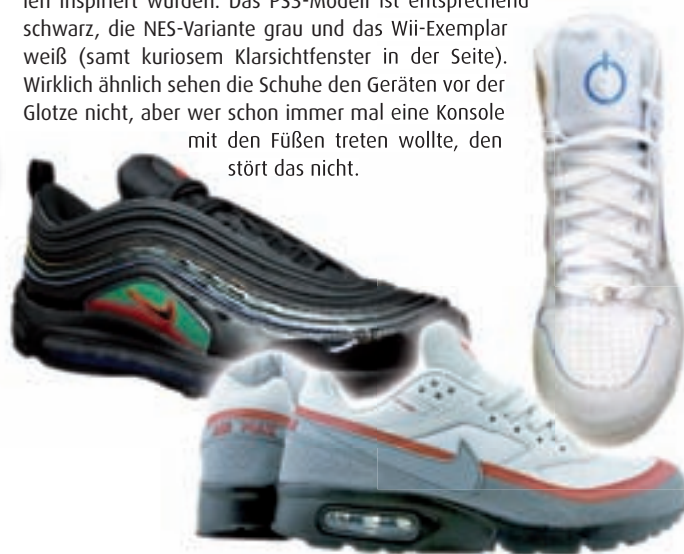 len inspiriert wurden. Das PS3-Modell ist entsprechend
schwarz, die NES-Variante grau und das Wii-Exemplar
weiß (samt kuriosem Klarsichtfenster in der Seite).
Wirklich ähnlich sehen die Schuhe den Geräten vor der
Glotze nicht, aber wer schon immer mal eine Konsole
mit den Füßen treten wollte, den
stört das nicht.
AIR MAX